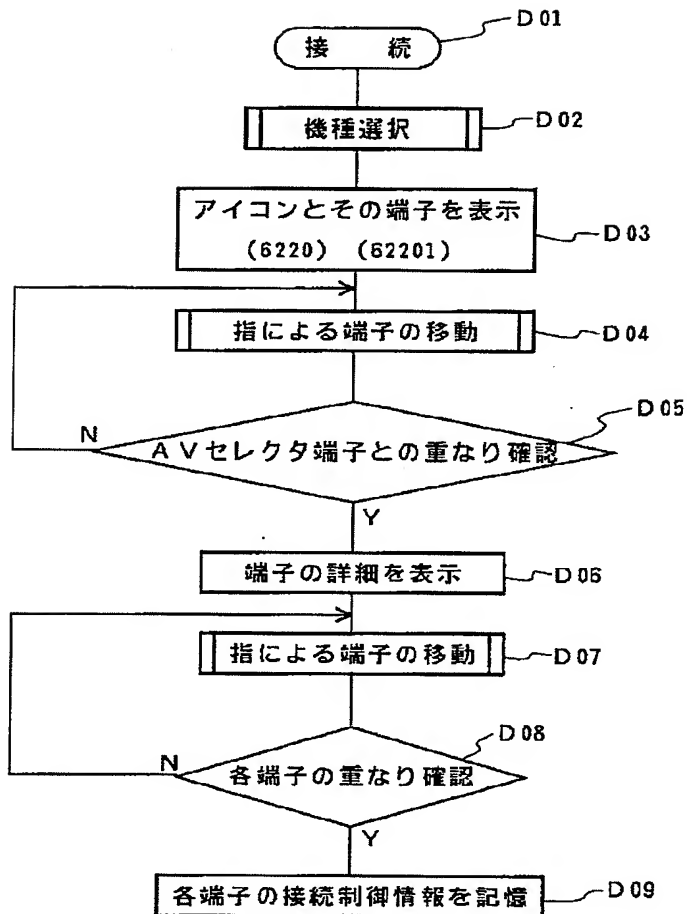 接続 D01
機種選択 D02
アイコンとその端子を表示
(6220) (62201) D03
指による端子の移動 D04
D05
N AVセレクタ端子との重なり確認
Y
端子の詳細を表示 D06
指による端子の移動 D07
D08
N 各端子の重なり確認
Y
各端子の接続制御情報を記憶 D09